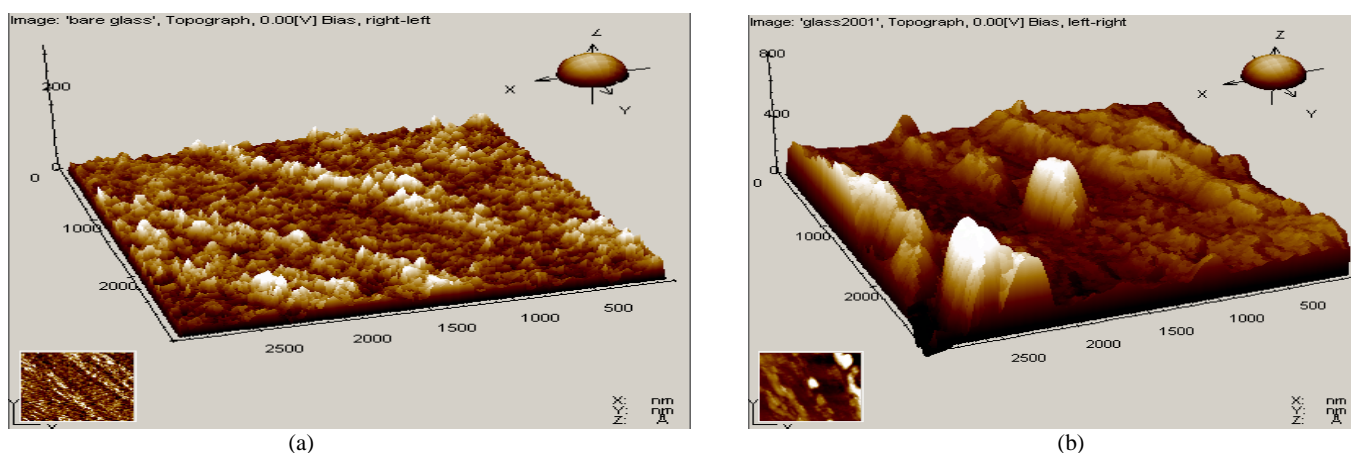 Image: 'bare glass', Topograph, 0.00[V] Bias, right-left
Z
X
Y
200
0
0
1000
2000
2500
2000
1500
1000
500
Y
X
X: nm
Y: nm
Z: Å
(a)
Image: 'glass2001', Topograph, 0.00[V] Bias, left-right
Z
X
Y
800
400
0
0
1000
2000
2500
2000
1500
1000
500
Y
X
X: nm
Y: nm
Z: Å
(b)